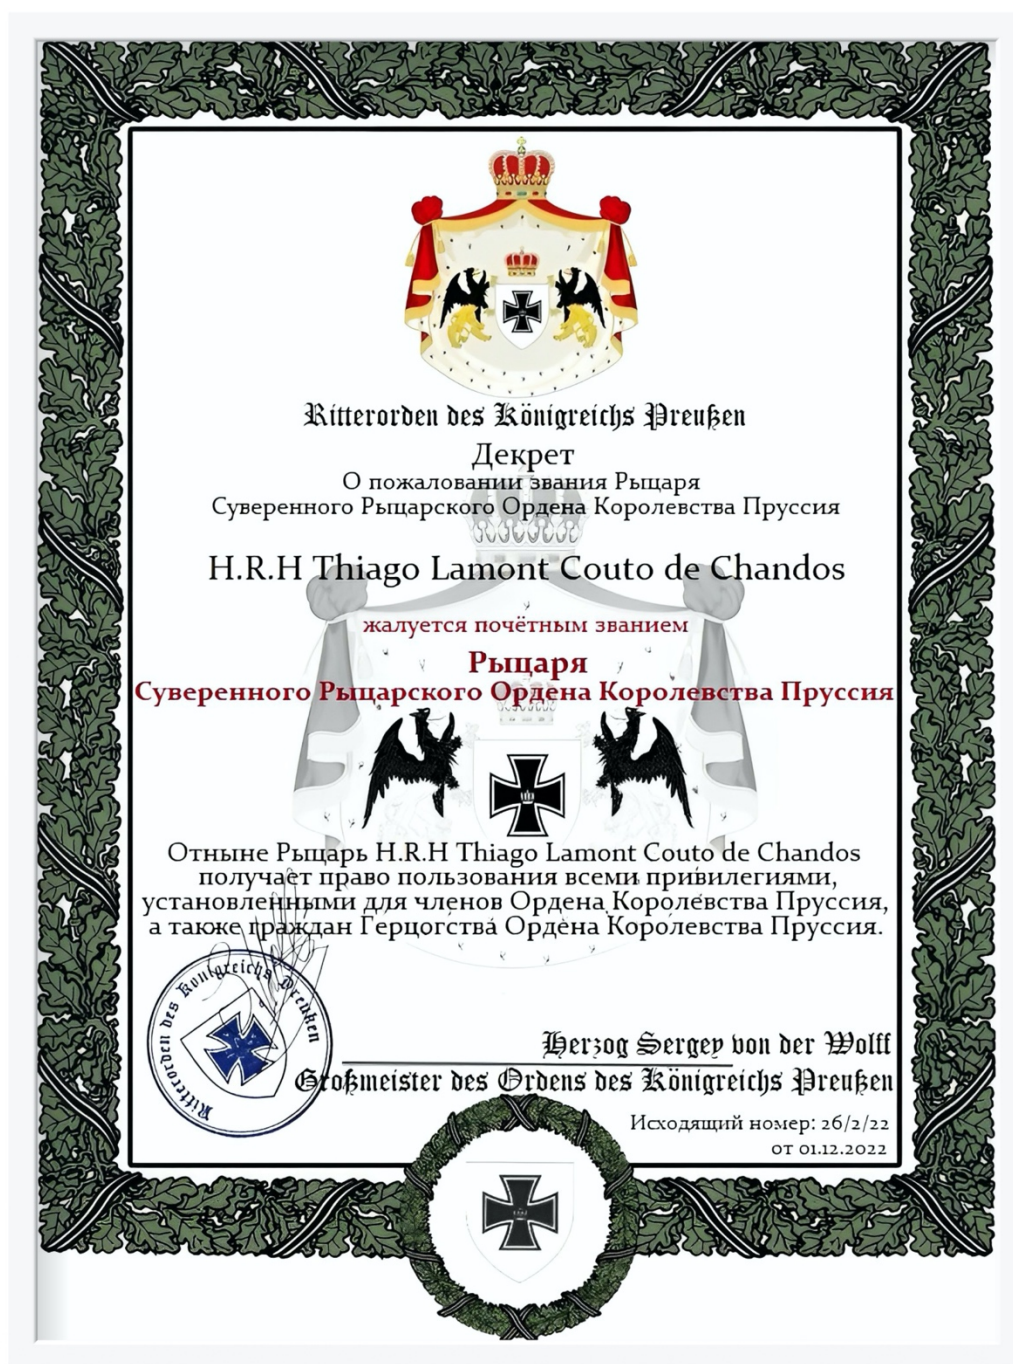 Ritterorden des Königreichs Preußen
Декрет
О пожаловании звания Рыцаря
Суверенного Рыцарского Ордена Королевства Пруссия
H.R.H Thiago Lamont Couto de Chandos
жалуется почётным званием
Рыцаря
Суверенного Рыцарского Ордена Королевства Пруссия
Отныне Рыцарь H.R.H Thiago Lamont Couto de Chandos
получает право пользования всеми привилегиями,
установленными для членов Ордена Королевства Пруссия,
а также граждан Герцогства Ордена Королевства Пруссия.
Ritterorden des Königreichs Preußen
Herzog Sergey von der Wolff
Großmeister des Ordens des Königreichs Preußen
Исходящий номер: 26/2/22
от 01.12.2022